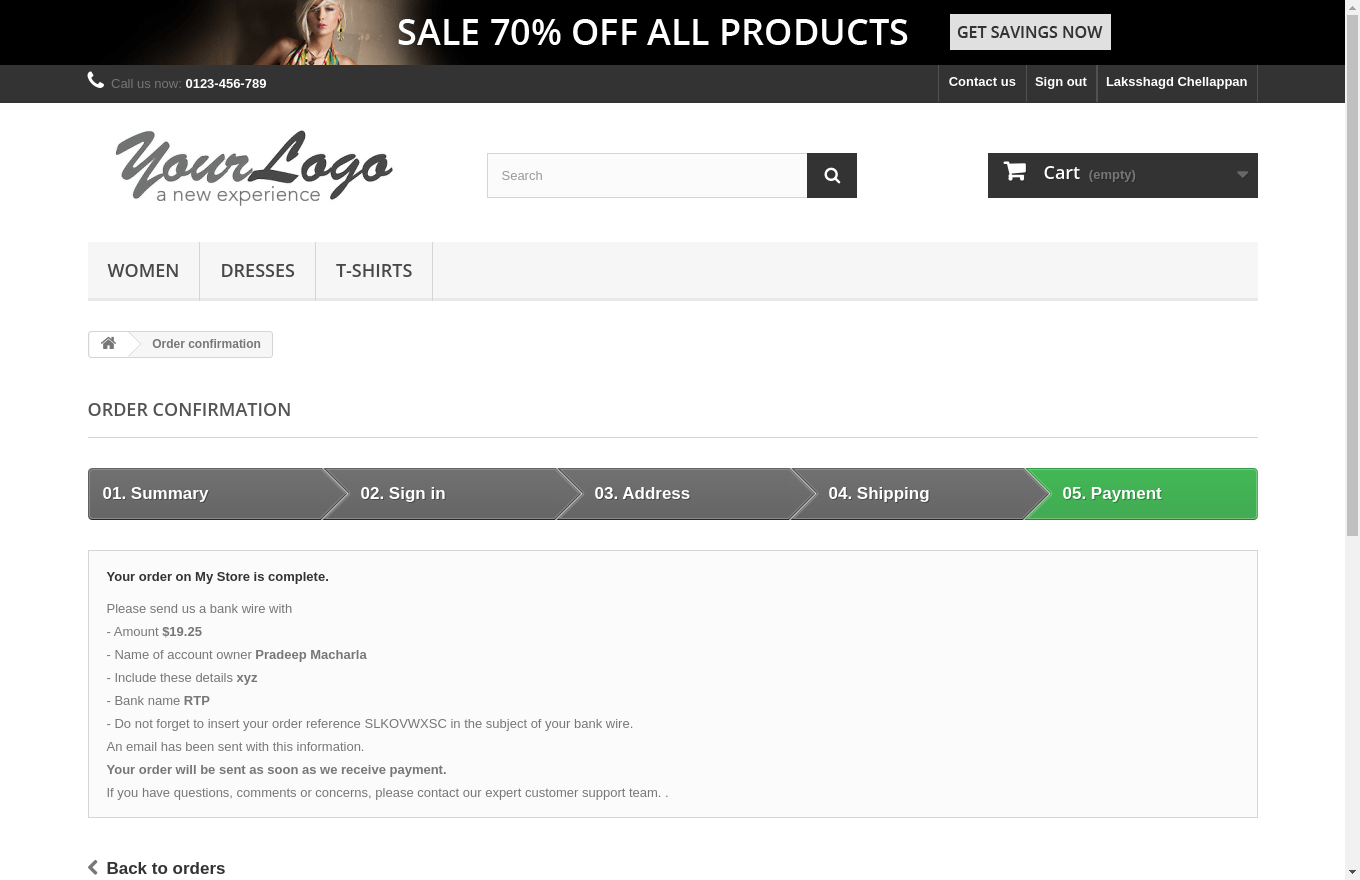 SALE 70% OFF ALL PRODUCTS
GET SAVINGS NOW
Call us now: 0123-456-789
Contact us
Sign out
Laksshagd Chellappan
Your Logo
a new experience
Search
Cart (empty)
WOMEN
DRESSES
T-SHIRTS
Order confirmation
ORDER CONFIRMATION
01. Summary
02. Sign in
03. Address
04. Shipping
05. Payment
Your order on My Store is complete.
Please send us a bank wire with
- Amount $19.25
- Name of account owner Pradeep Macharla
- Include these details xyz
- Bank name RTP
- Do not forget to insert your order reference SLKOVWXSC in the subject of your bank wire.
An email has been sent with this information.
Your order will be sent as soon as we receive payment.
If you have questions, comments or concerns, please contact our expert customer support team. .
Back to orders